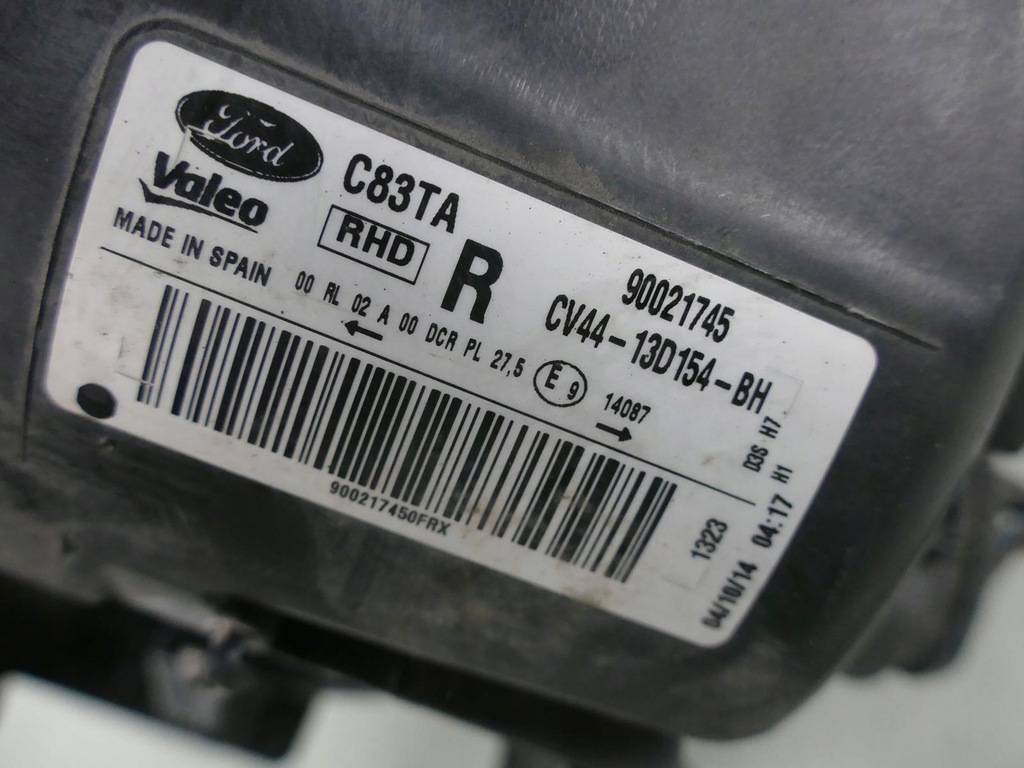 Ford
Valeo
MADE IN SPAIN
C83TA
RHD
R
90021745
CV44-13D154-BH
00 RL 02 A 00 DCR PL 27,5
E 9
14087
D3S H7
H1
900217450FRX
1323
04/10/14 04:17